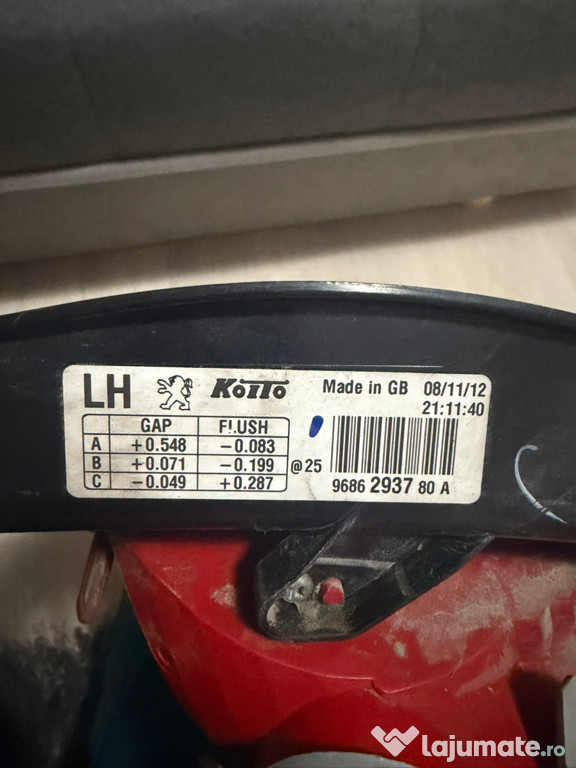 LH KOITO Made in GB 08/11/12
21:11:40
GAP FLUSH
A +0.548 -0.083
B +0.071 -0.199 @25
C -0.049 +0.287
9686 2937 80 A
lajumate.ro